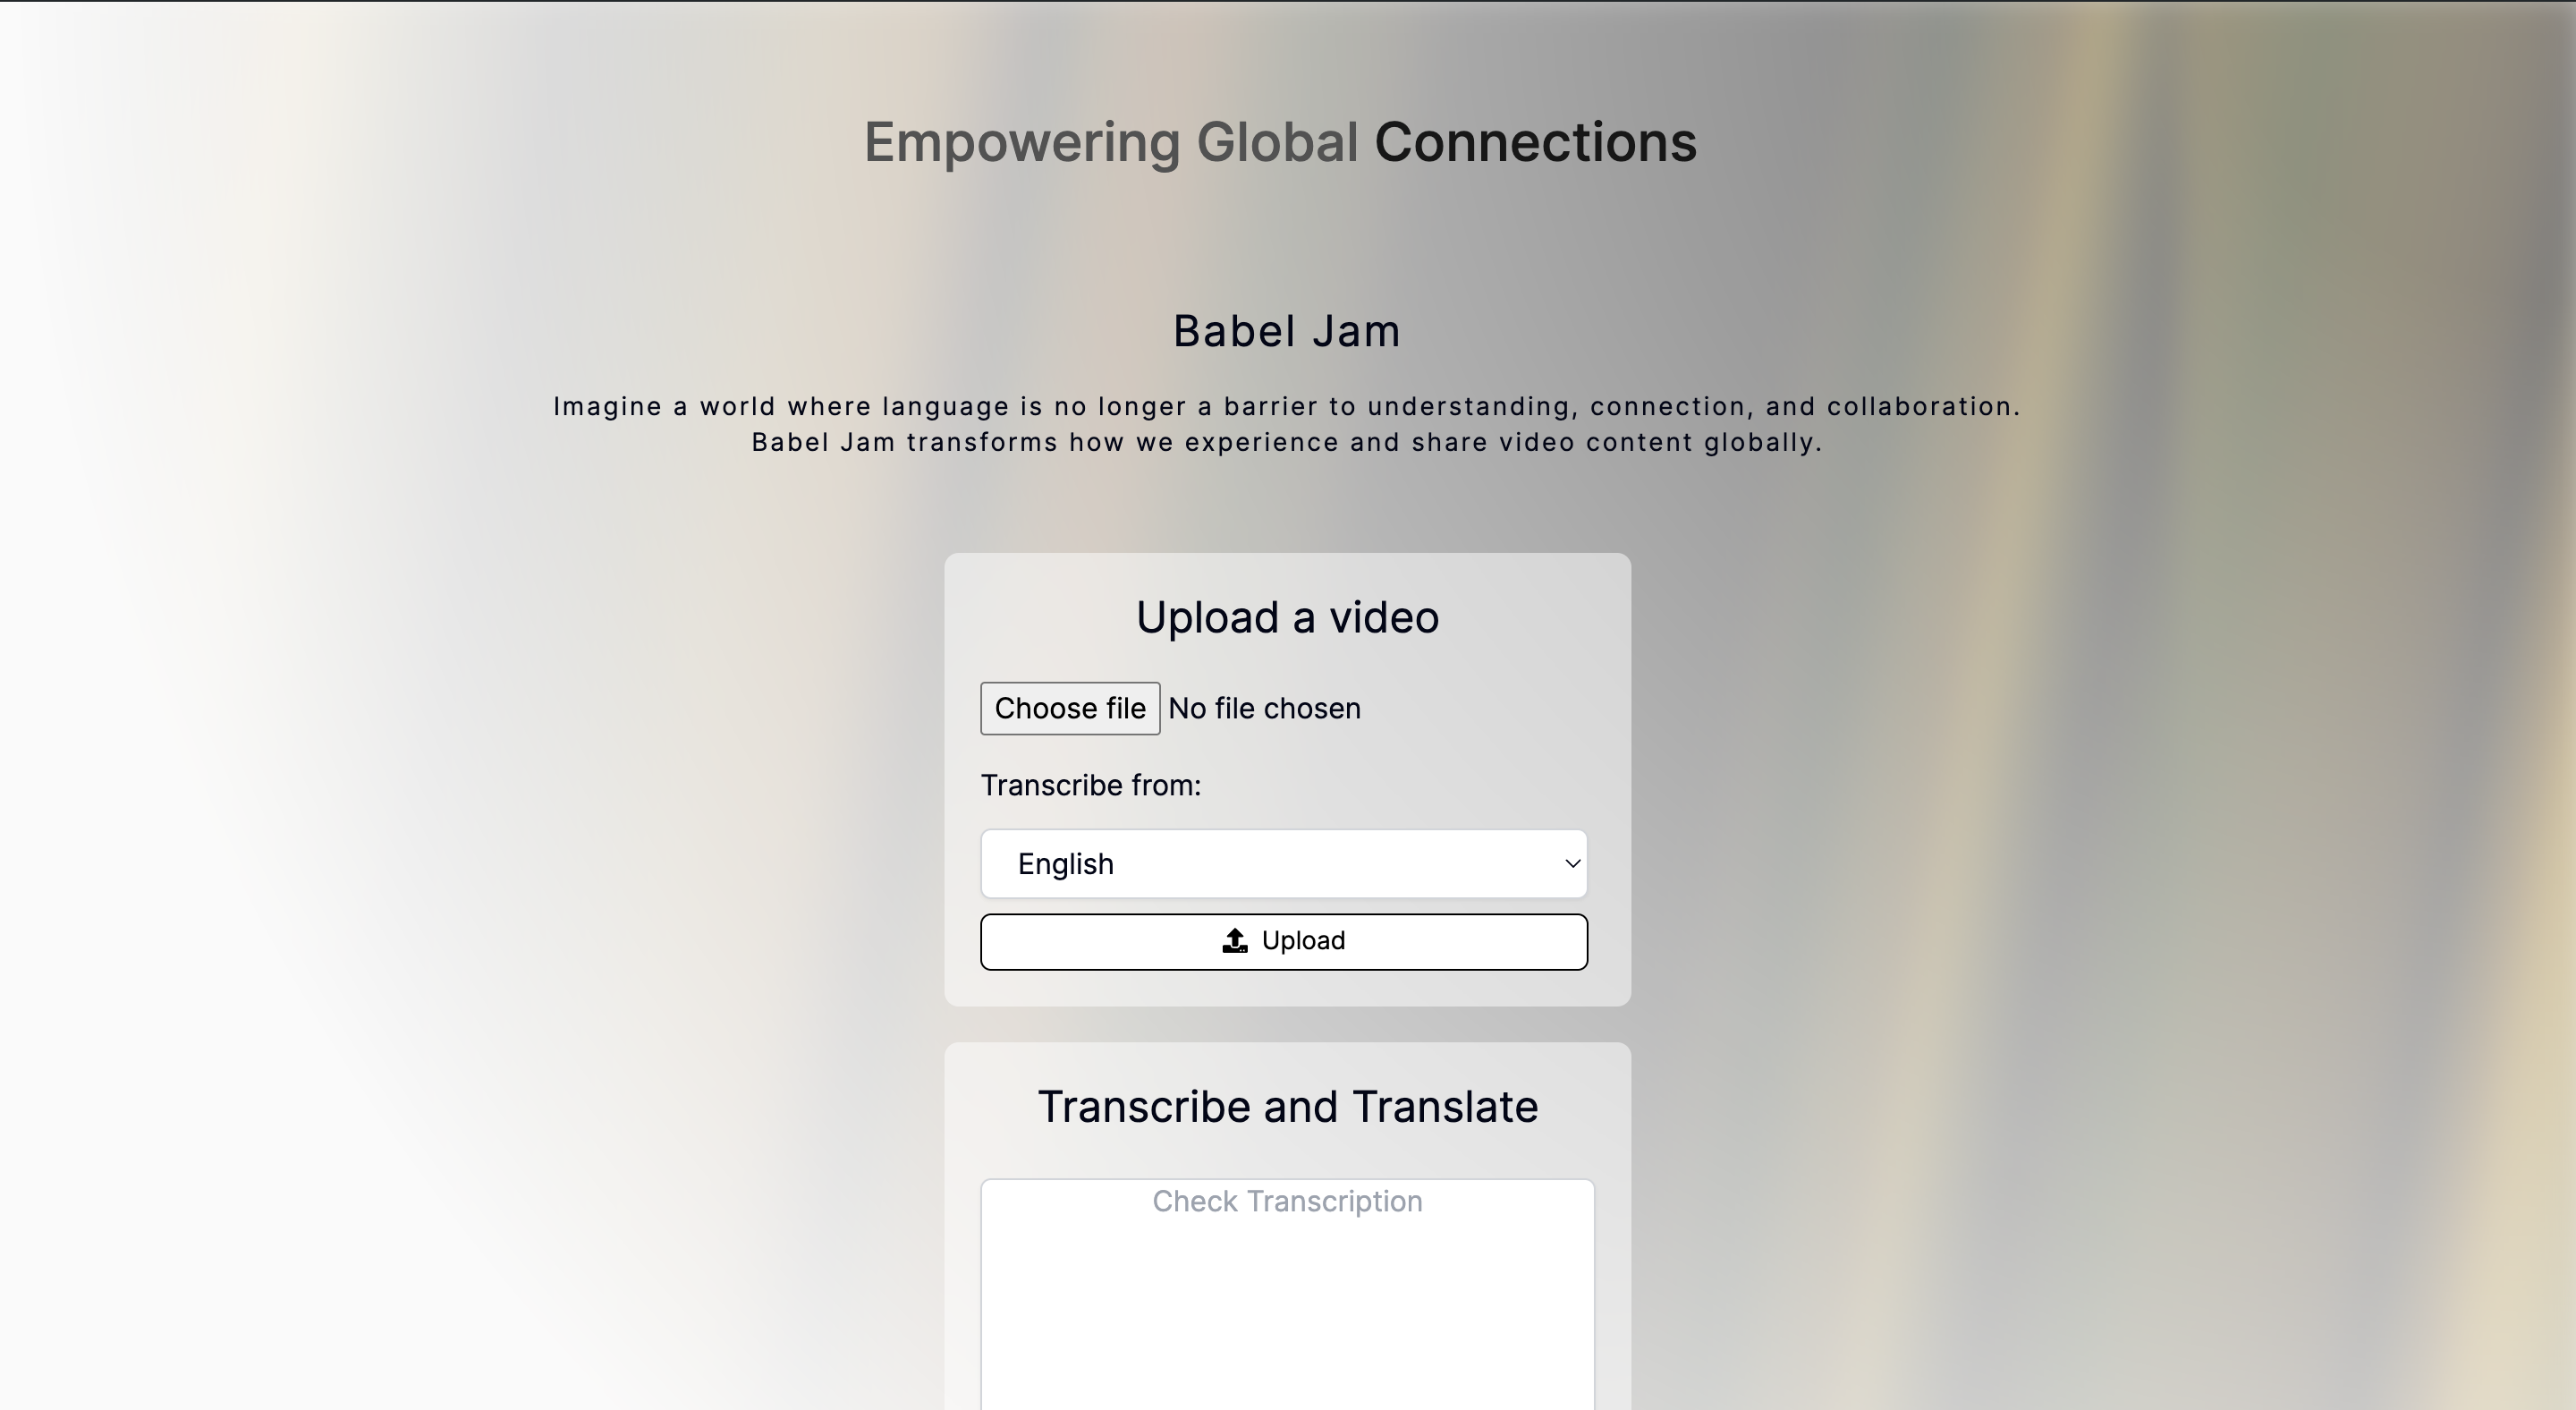 Empowering Global Connections
Babel Jam
Imagine a world where language is no longer a barrier to understanding, connection, and collaboration.
Babel Jam transforms how we experience and share video content globally.
Upload a video
Choose file No file chosen
Transcribe from:
English
Upload
Transcribe and Translate
Check Transcription